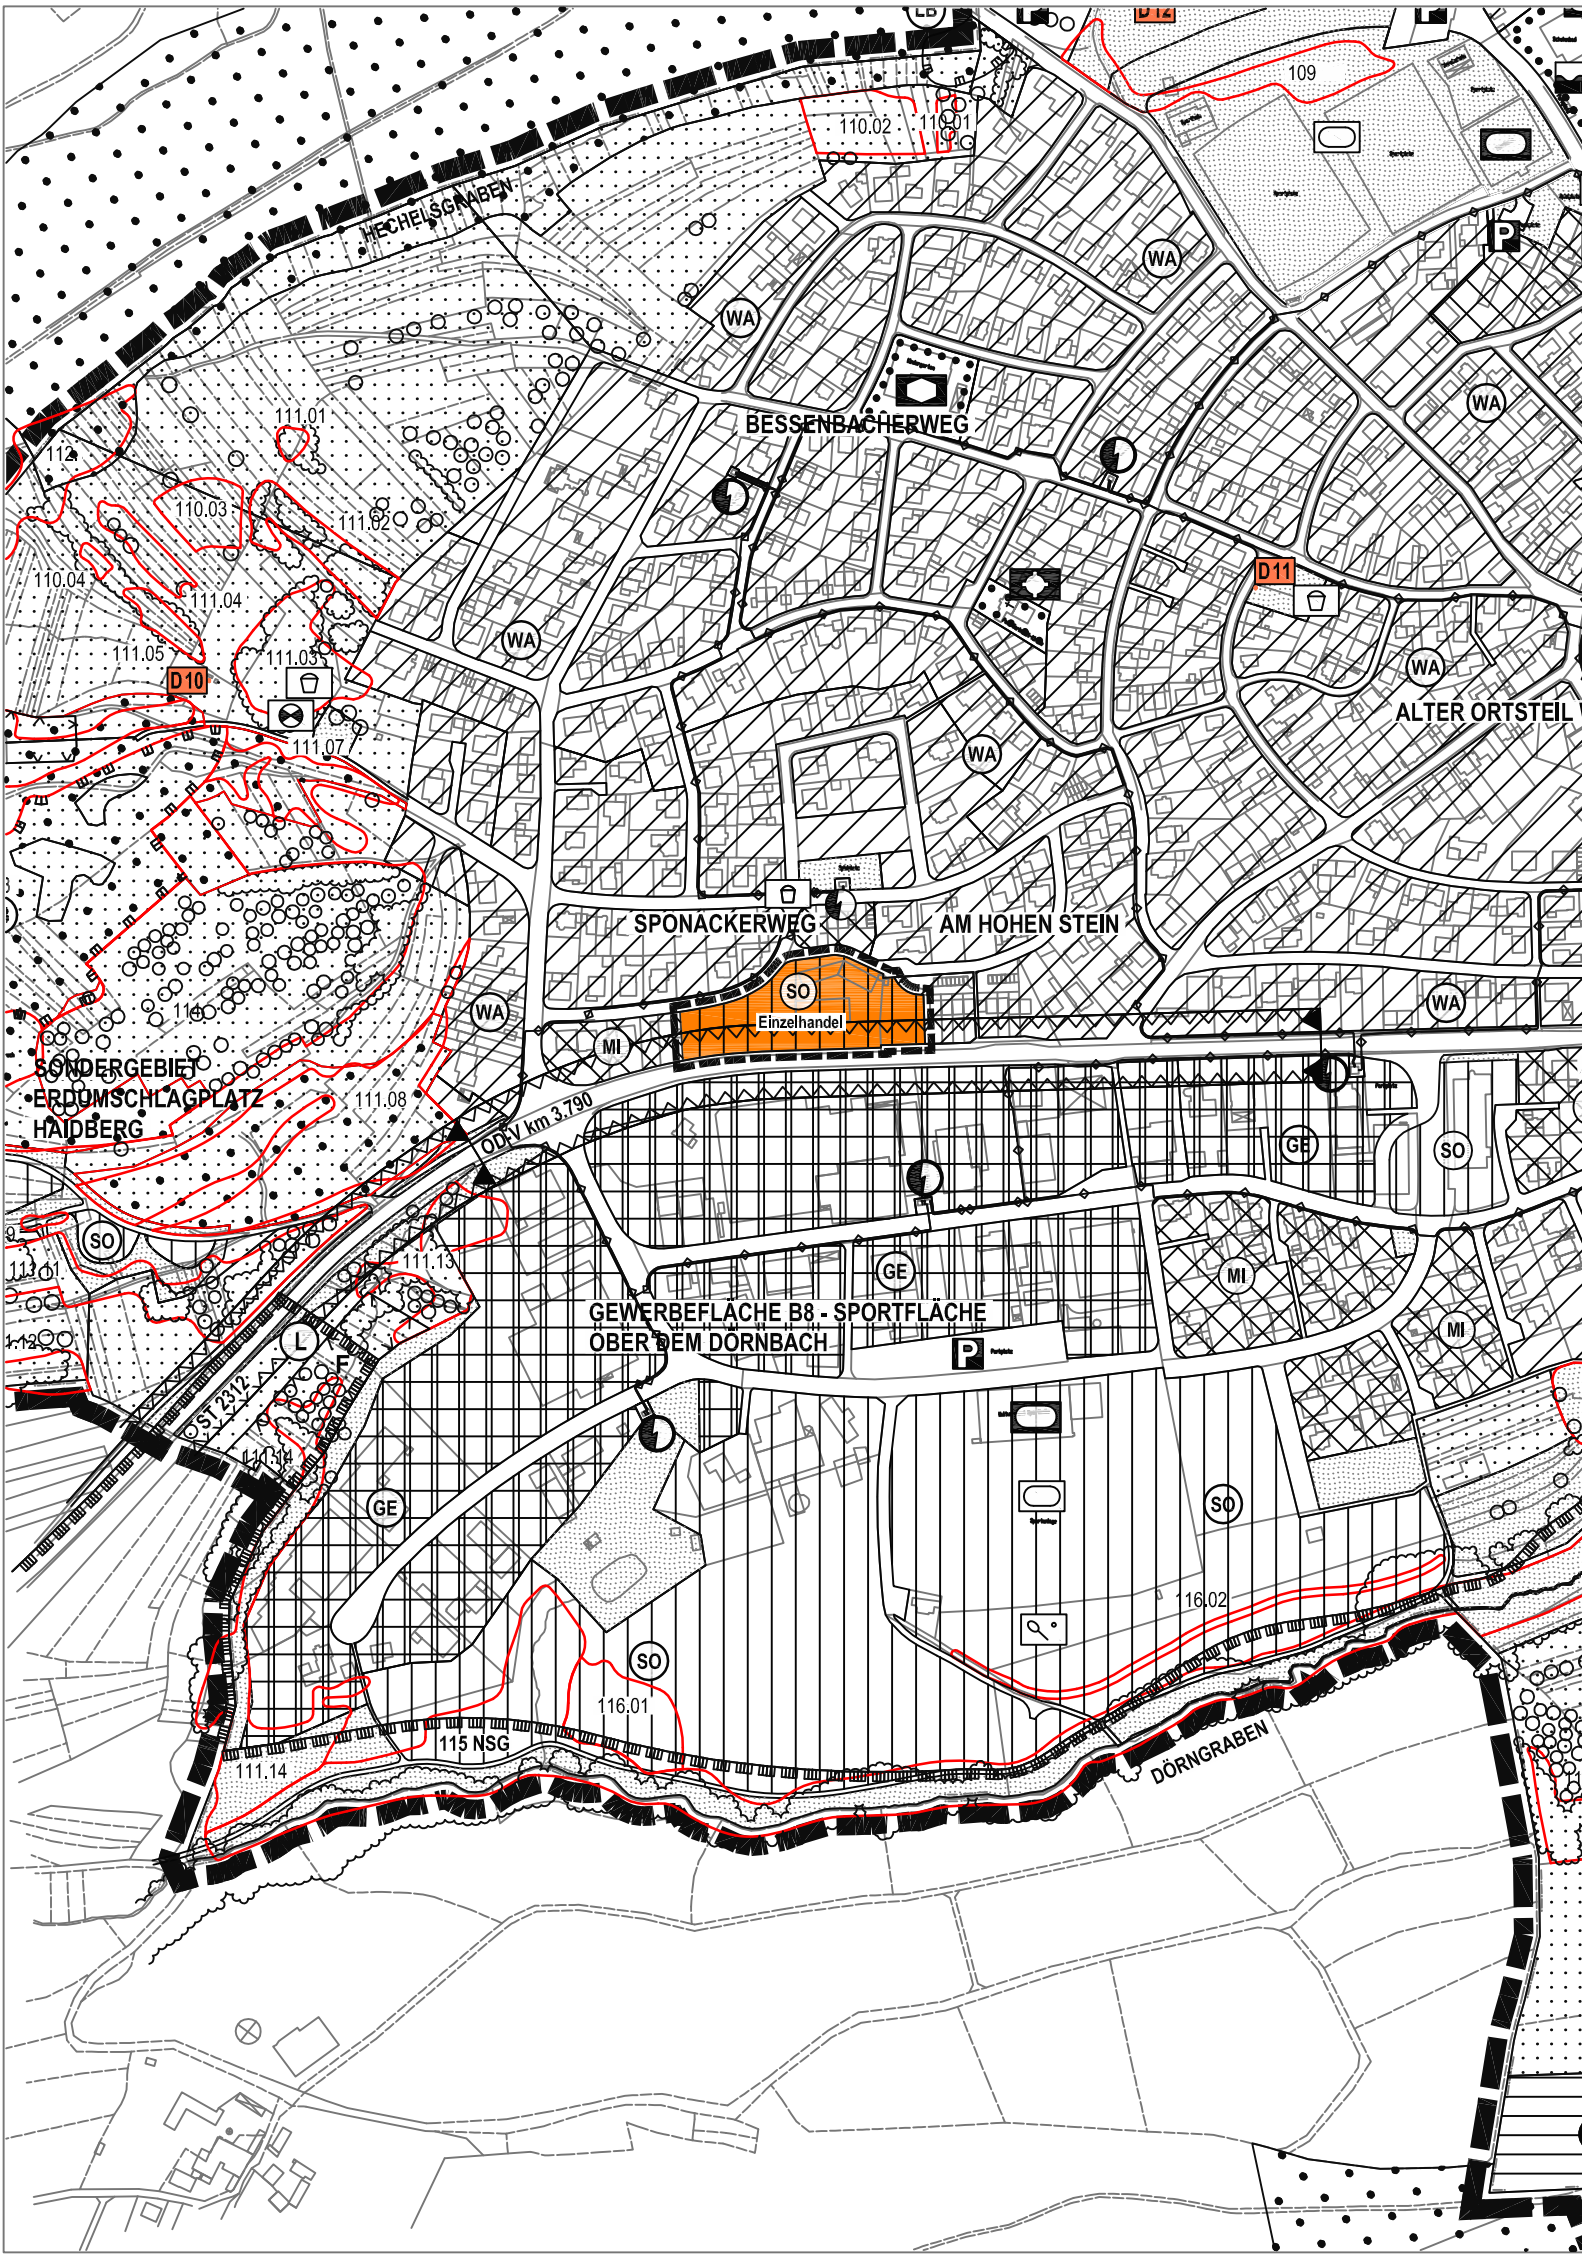 LB
D12
109
110.02
110.01
HECHELSGRABEN
WA
P
WA
WA
111.01
BESSENBACHERWEG
112
110.03
111.02
110.04
111.04
D11
WA
111.05
111.03
D10
WA
ALTER ORTSTEIL
111.07
WA
SPONACKERWEG
AM HOHEN STEIN
SO
Einzelhandel
114
WA
WA
MI
SONDERGEBIET
ERDUMSCHLAGPLATZ
HAIDBERG
111.08
OD-V km 3.790
GE
SO
SO
111.11
111.13
GE
MI
GEWERBEFLÄCHE B8 - SPORTFLÄCHE
OBER DEM DÖRNBACH
L
F
P
MI
ST 2312
111.14
GE
SO
116.02
SO
116.01
115 NSG
111.14
DÖRNGRABEN